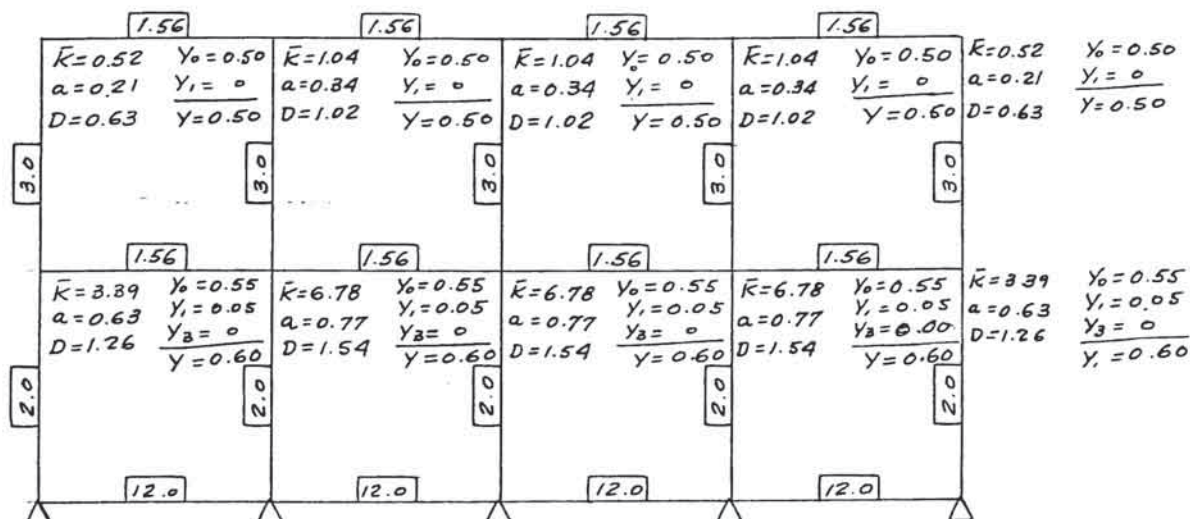 1.56 1.56 1.56 1.56
K̄=0.52 Y₀=0.50 K̄=1.04 Y₀=0.50 K̄=1.04 Y₀=0.50 K̄=1.04 Y₀=0.50 K̄=0.52 Y₀=0.50
a=0.21 Y₁= 0 a=0.34 Y₁= 0 a=0.34 Y₁= 0 a=0.34 Y₁= 0 a=0.21 Y₁= 0
D=0.63 Y=0.50 D=1.02 Y=0.50 D=1.02 Y=0.50 D=1.02 Y=0.50 D=0.63 Y=0.50
3.0 3.0 3.0 3.0 3.0
1.56 1.56 1.56 1.56
K̄=3.39 Y₀=0.55 K̄=6.78 Y₀=0.55 K̄=6.78 Y₀=0.55 K̄=6.78 Y₀=0.55 K̄=3.39 Y₀=0.55
a=0.63 Y₁=0.05 a=0.77 Y₁=0.05 a=0.77 Y₁=0.05 a=0.77 Y₁=0.05 a=0.63 Y₁=0.05
D=1.26 Y₃= 0 D=1.54 Y₃= 0 D=1.54 Y₃= 0 D=1.54 Y₃=0.00 D=1.26 Y₃= 0
Y=0.60 Y=0.60 Y=0.60 Y=0.60 Y₁=0.60
2.0 2.0 2.0 2.0 2.0
12.0 12.0 12.0 12.0